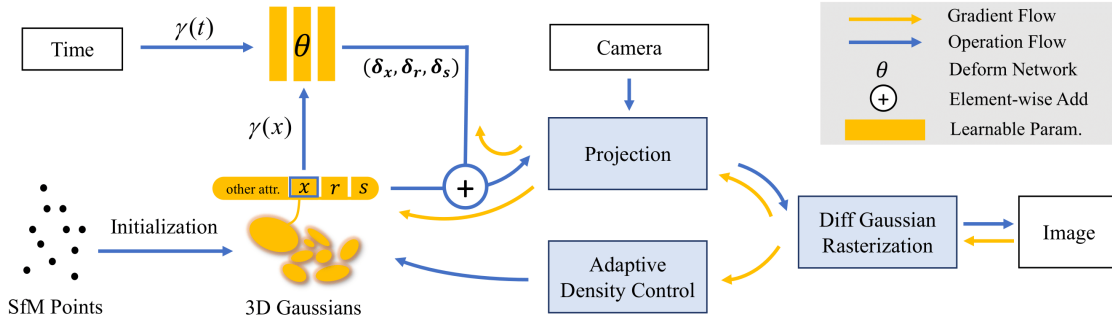 Time
γ(t)
θ
(δx, δr, δs)
γ(x)
Camera
Projection
+
other attr. x r s
Initialization
SfM Points
3D Gaussians
Adaptive
Density Control
Diff Gaussian
Rasterization
Image
Gradient Flow
Operation Flow
θ Deform Network
+ Element-wise Add
Learnable Param.